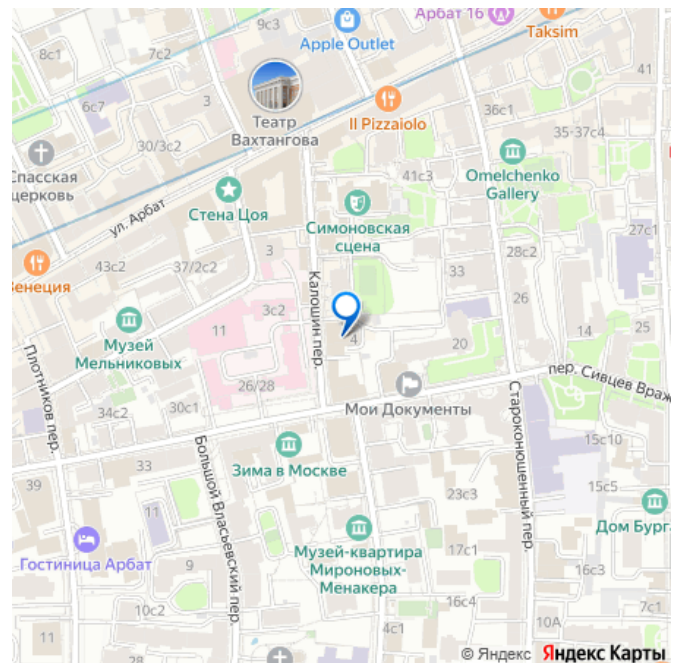 Арбат 16
9с3
8с1
7с2
Apple Outlet
Taksim
41
6с7
3
Театр
Вахтангова
Il Pizzaiolo
36с1
35-37с4
30/3с2
Спасская
церковь
Omelchenko
Gallery
41с3
ул. Арбат
Стена Цоя
Симоновская
сцена
27с1
28с2
3
43с2
37/2с2
Калошин пер.
33
Венеция
3с2
26
11
14
25
Музей
Мельниковых
4
20
Плотников пер.
26/28
пер. Сивцев Враж
Мои Документы
34с2
30с1
Староконюшенный пер.
15с10
33
Большой Власьевский пер.
Зима в Москве
39
23с3
15с5
11
Дом Бурга
Музей-квартира
Мироновых-
Менакера
17с1
Гостиница Арбат
9
16с3
10с2
16с4
7с1
4с1
10А
11
© Яндекс Яндекс Карты